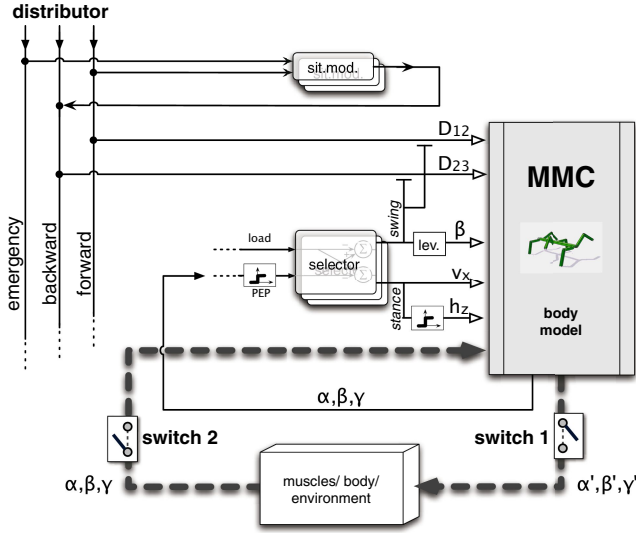 distributor
sit.mod.
D12
D23
MMC
emergency
backward
forward
swing
load
lev.
β
selector
PEP
stance
vx
hz
body
model
α,β,γ
switch 2
switch 1
α,β,γ
muscles/ body/
environment
α',β',γ'